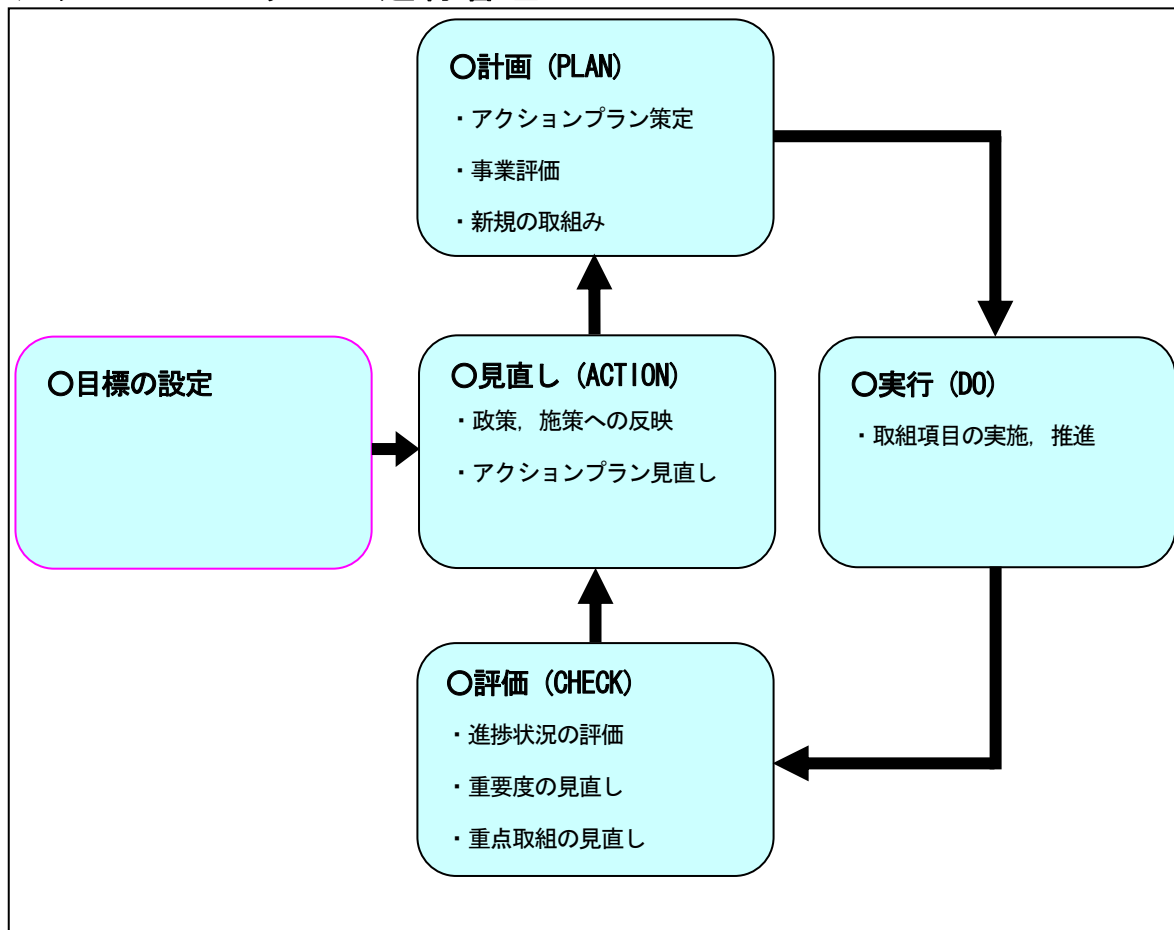 ○計画（PLAN）
・アクションプラン策定
・事業評価
・新規の取組み
○目標の設定
○見直し（ACTION）
・政策，施策への反映
・アクションプラン見直し
○実行（DO）
・取組項目の実施，推進
○評価（CHECK）
・進捗状況の評価
・重要度の見直し
・重点取組の見直し